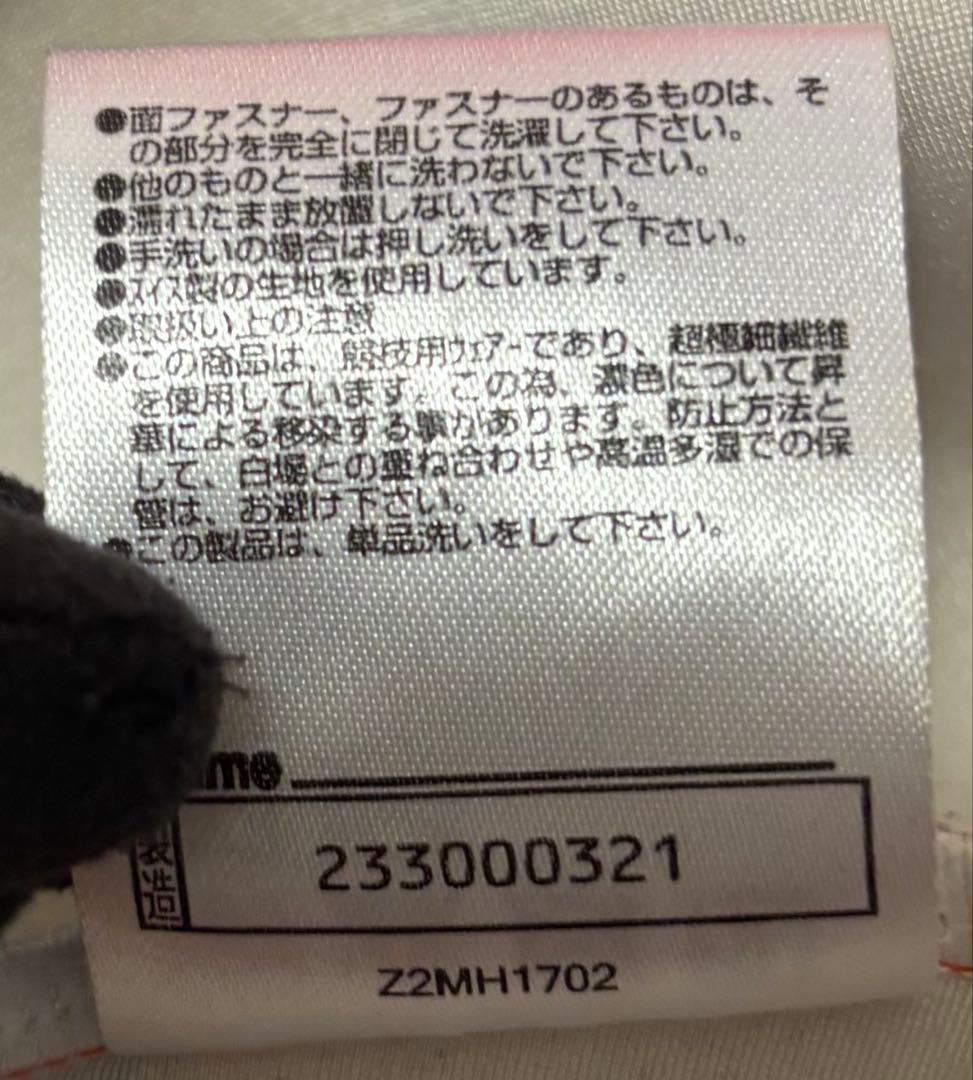 ●面ファスナー、ファスナーのあるものは、そ
の部分を完全に閉じて洗濯して下さい。
●他のものと一緒に洗わないで下さい。
●濡れたまま放置しないで下さい。
●手洗いの場合は押し洗いをして下さい。
●スイス製の生地を使用しています。
●取扱い上の注意
●この商品は、競技用ウェアーであり、超極細繊維
を使用しています。この為、濃色について昇
華による移染する事があります。防止方法と
して、白場との重ね合わせや高温多湿での保
管は、お避け下さい。
●この製品は、単品洗いをして下さい。
me
製造
233000321
Z2MH1702